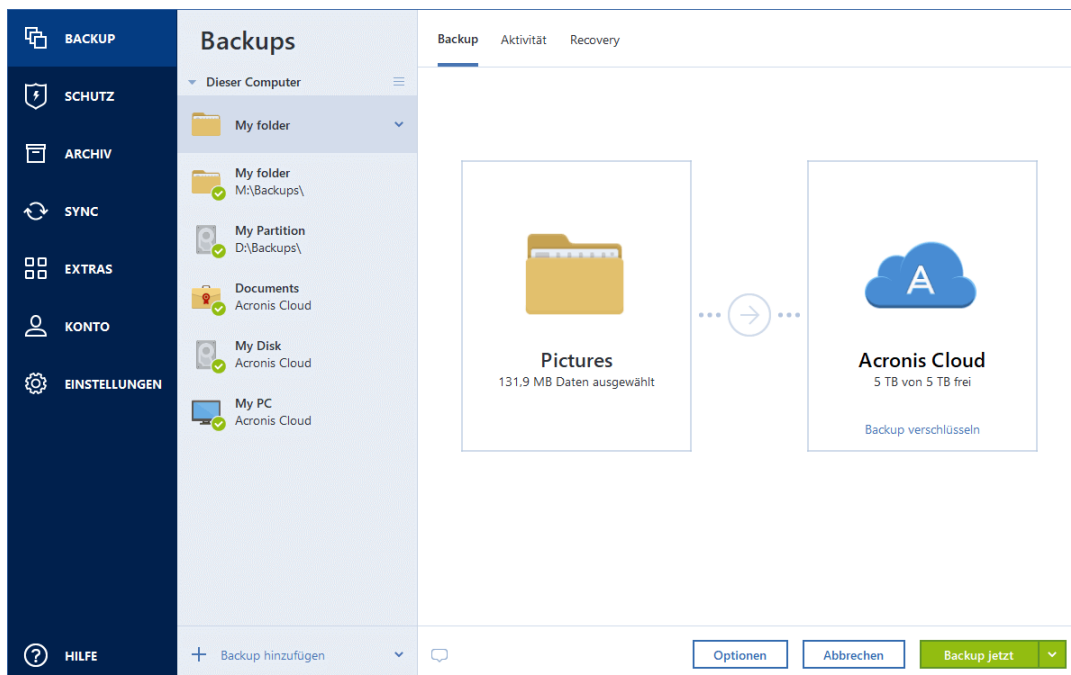 BACKUP
SCHUTZ
ARCHIV
SYNC
EXTRAS
KONTO
EINSTELLUNGEN
HILFE
Backups
Dieser Computer
My folder
My folder
M:\Backups\
My Partition
D:\Backups\
Documents
Acronis Cloud
My Disk
Acronis Cloud
My PC
Acronis Cloud
Backup hinzufügen
Backup Aktivität Recovery
Pictures
131,9 MB Daten ausgewählt
A
Acronis Cloud
5 TB von 5 TB frei
Backup verschlüsseln
Optionen
Abbrechen
Backup jetzt